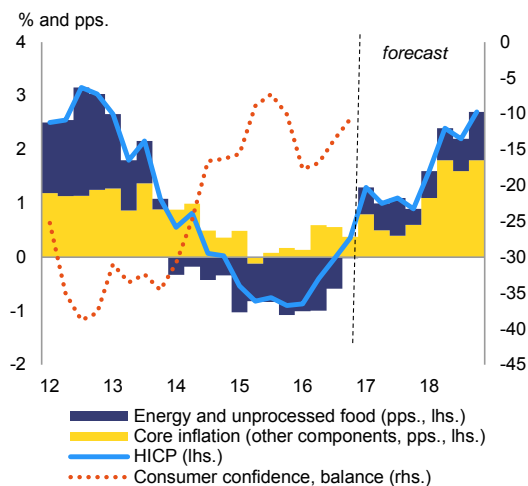 % and pps.
4
3
2
1
0
-1
-2
0
-5
-10
-15
-20
-25
-30
-35
-40
-45
forecast
12 13 14 15 16 17 18
Energy and unprocessed food (pps., lhs.)
Core inflation (other components, pps., lhs.)
HICP (lhs.)
Consumer confidence, balance (rhs.)